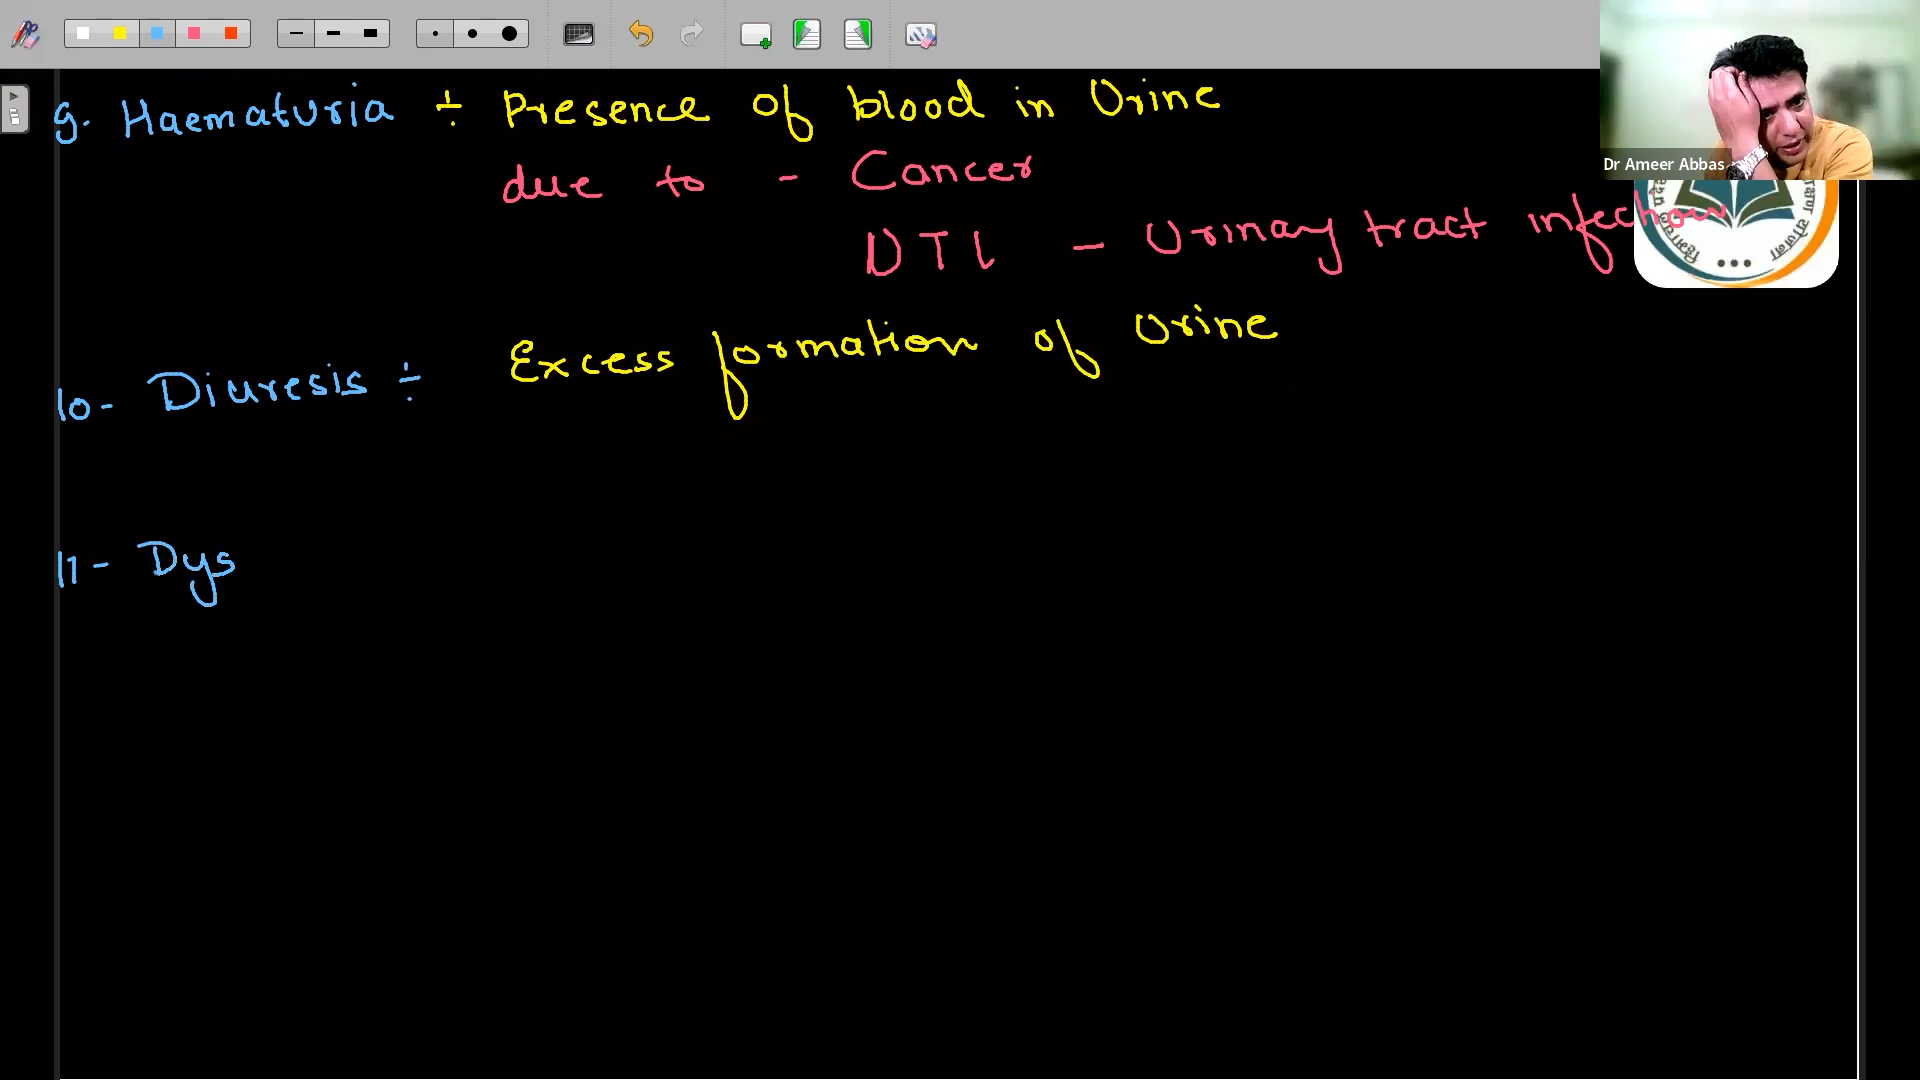 9. Haematuria ÷ Presence of blood in Urine
due to - Cancer
UTI - Urinary tract infection
10- Diuresis ÷ Excess formation of Urine
11- Dys
Dr Ameer Abbas